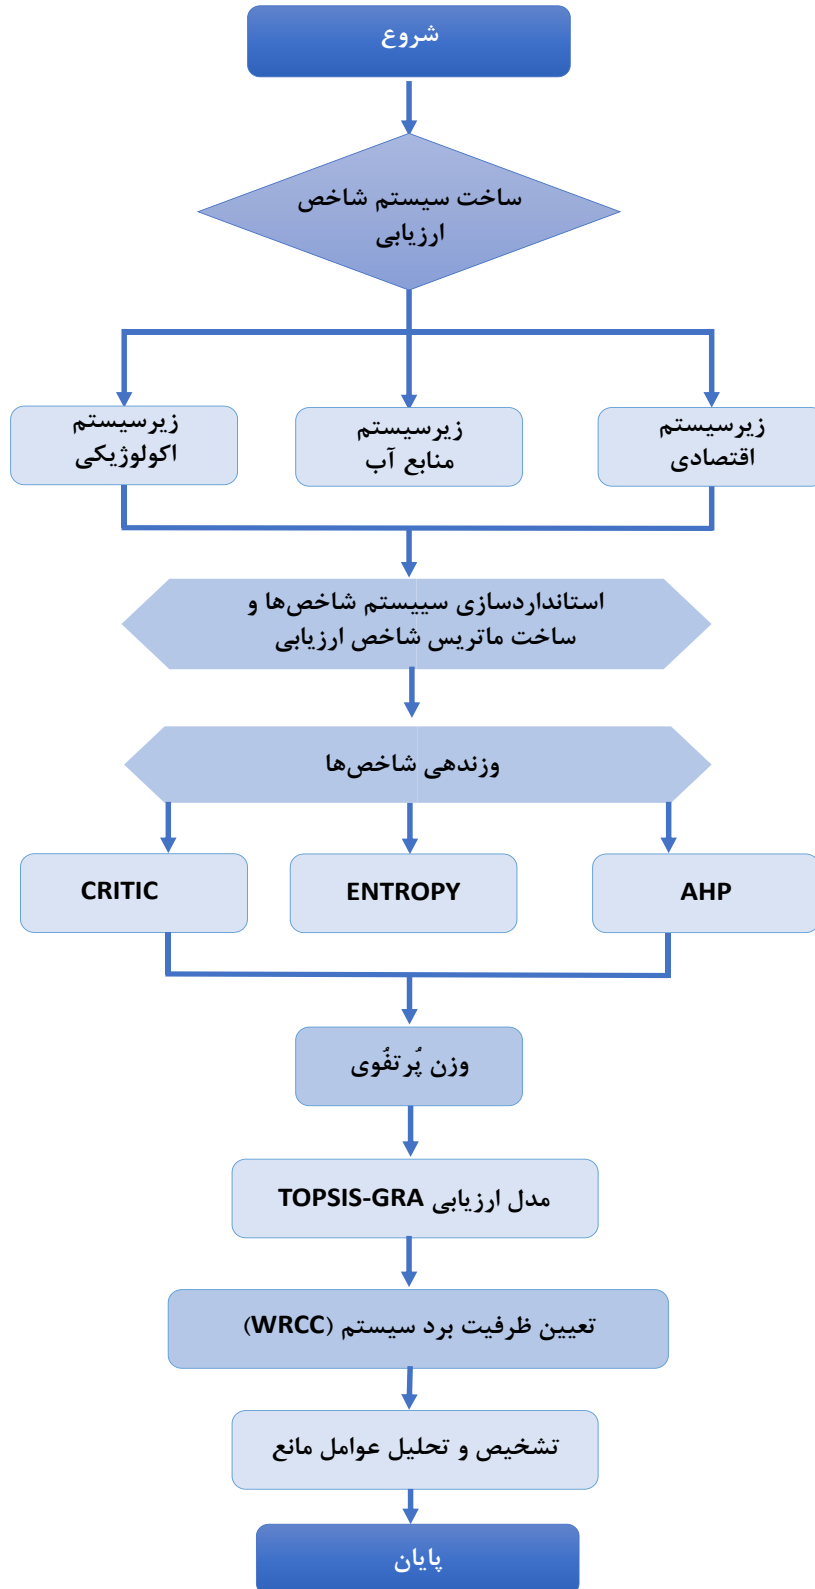 شروع
ساخت سیستم شاخص
ارزیابی
زیرسیستم
اقتصادی
زیرسیستم
منابع آب
زیرسیستم
اکولوژیکی
استانداردسازی سییستم شاخص‌ها و
ساخت ماتریس شاخص ارزیابی
وزندهی شاخص‌ها
AHP
ENTROPY
CRITIC
وزن پُرتفُوی
مدل ارزیابی TOPSIS-GRA
تعیین ظرفیت برد سیستم (WRCC)
تشخیص و تحلیل عوامل مانع
پایان